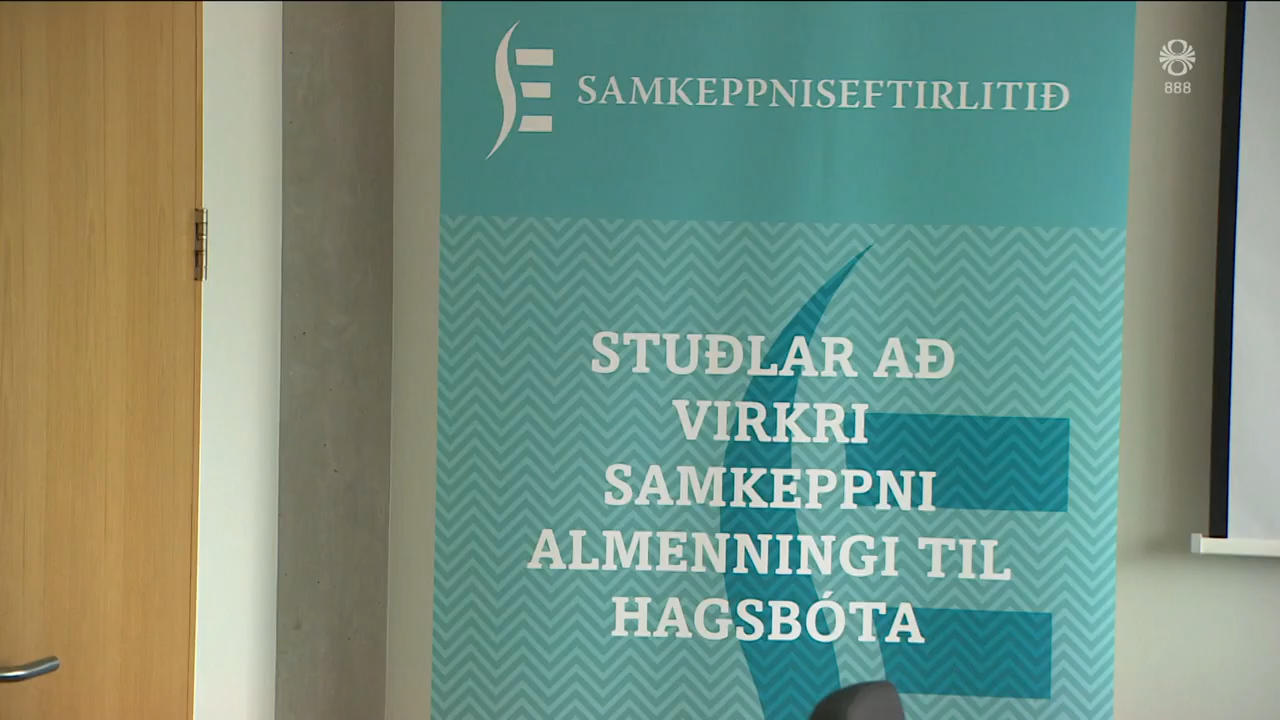 SAMKEPPNISEFTIRLITIÐ
888
STUÐLAR AÐ
VIRKRI
SAMKEPPNI
ALMENNINGI TIL
HAGSBÓTA